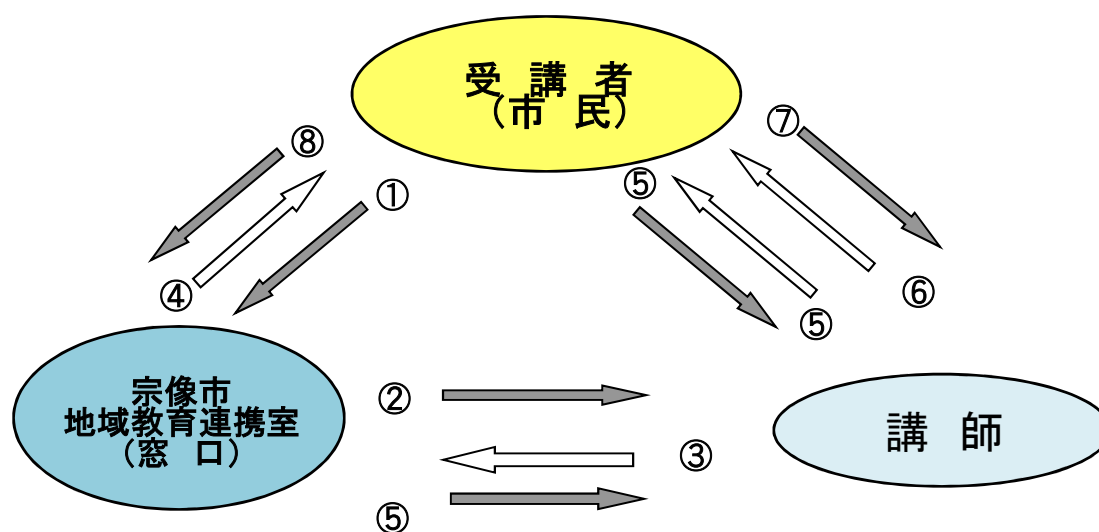 受 講 者
（市 民）
⑧
⑦
①
⑤
④
⑥
⑤
宗像市
地域教育連携室
（窓 口）
②
講 師
③
⑤